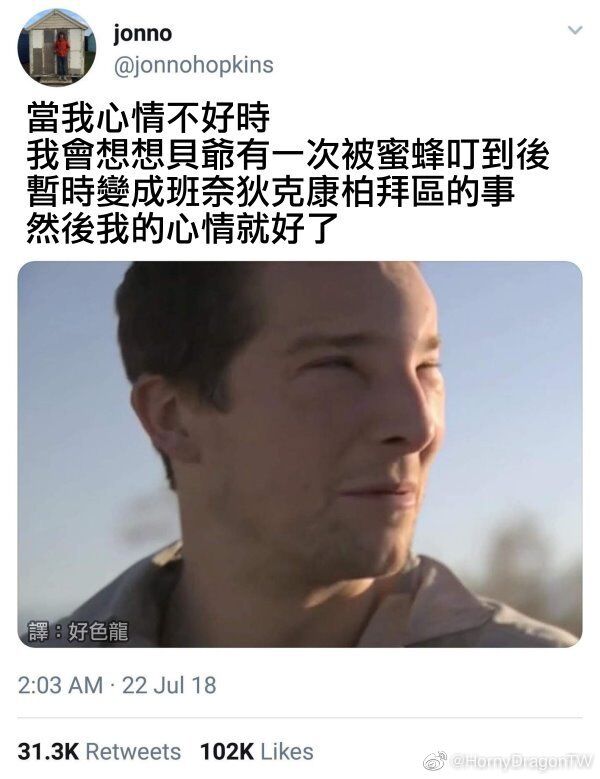 jonno
@jonnohopkins
當我心情不好時
我會想想貝爺有一次被蜜蜂叮到後
暫時變成班奈狄克康柏拜區的事
然後我的心情就好了
譯：好色龍
2:03 AM · 22 Jul 18
31.3K Retweets 102K Likes
@HornyDragonTW